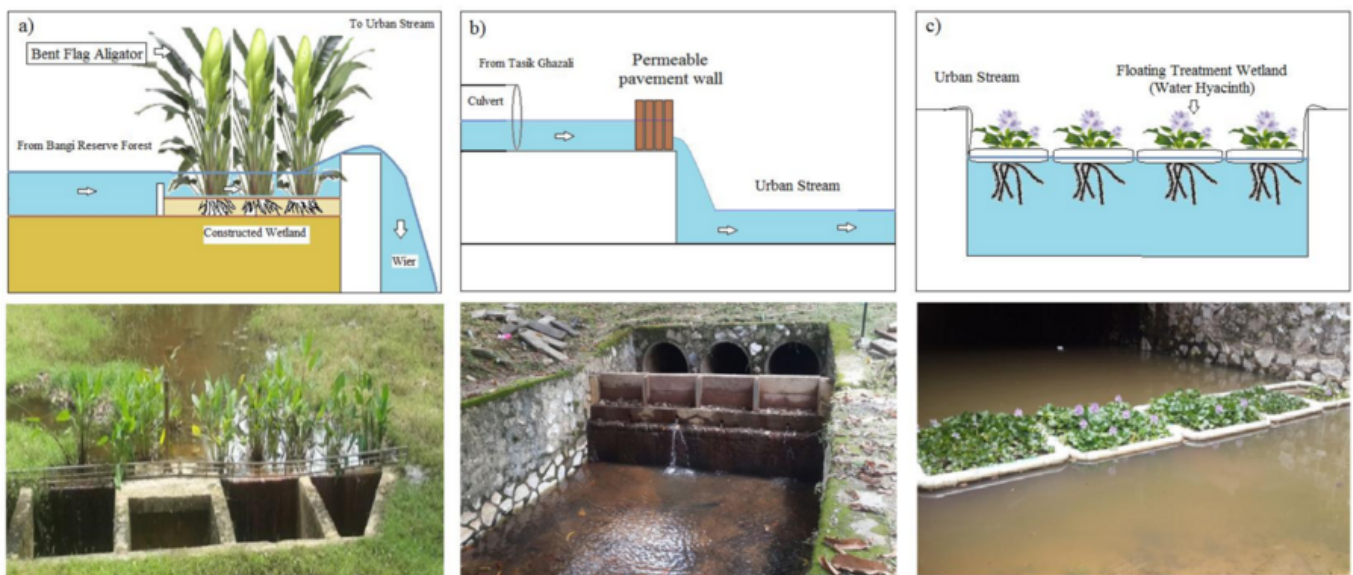 a)
To Urban Stream
Bent Flag Aligator
From Bangi Reserve Forest
Constructed Wetland
Wier
b)
From Tasik Ghazali
Permeable
pavement wall
Culvert
Urban Stream
c)
Urban Stream
Floating Treatment Wetland
(Water Hyacinth)